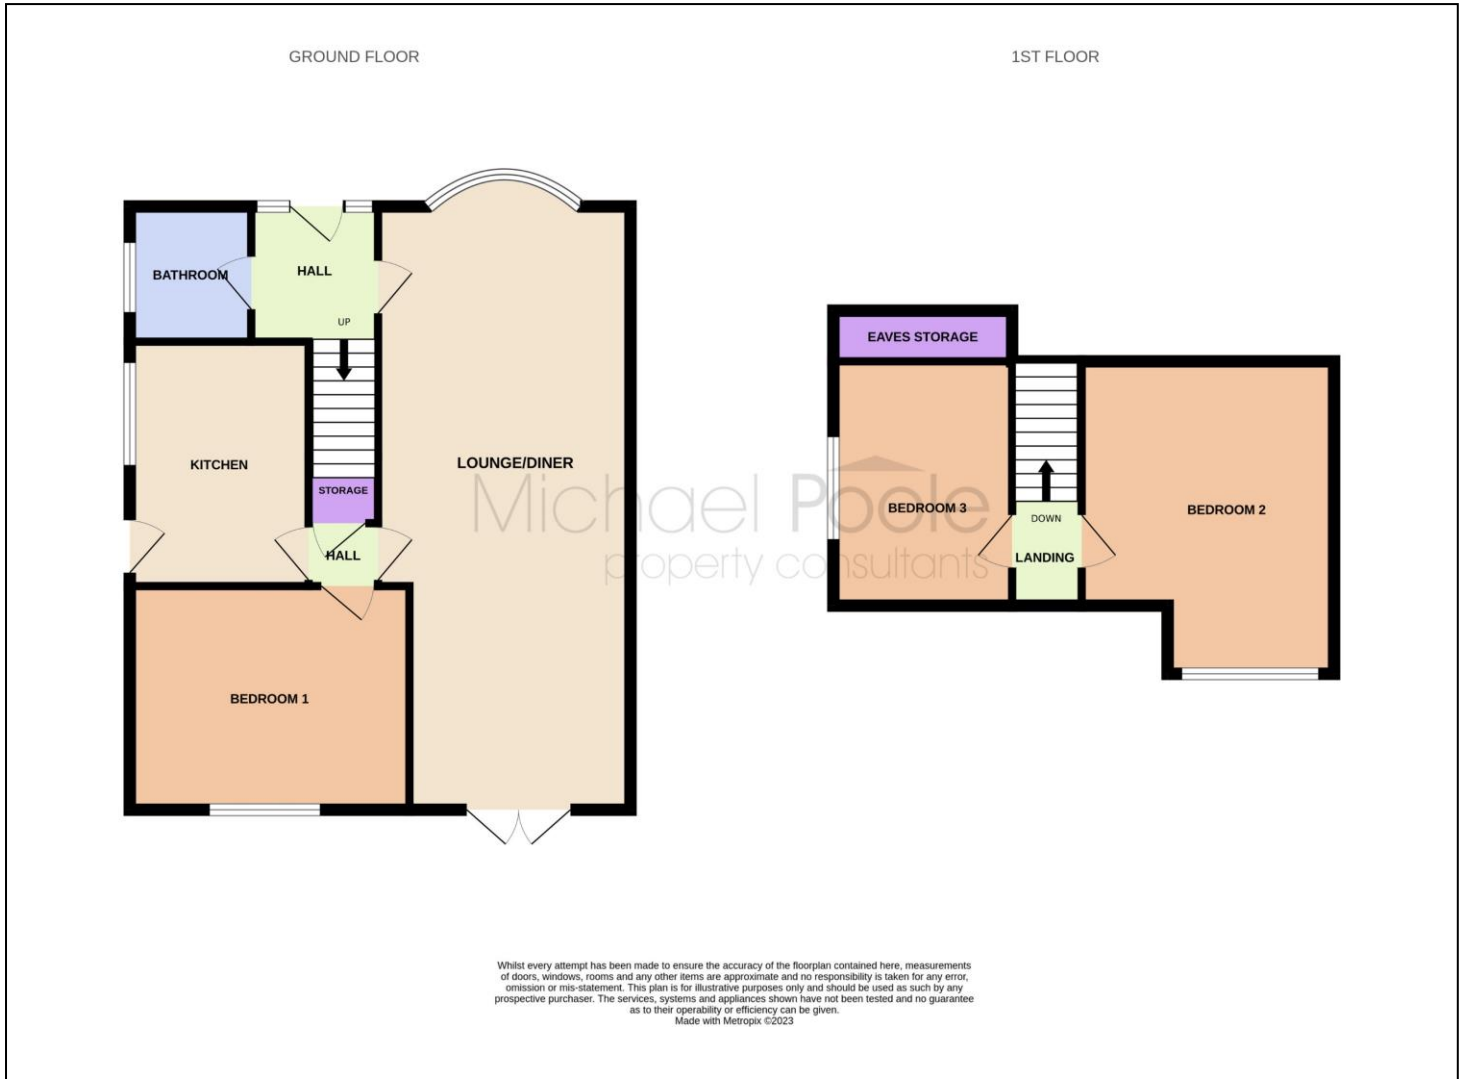 GROUND FLOOR
1ST FLOOR
BATHROOM
HALL
UP
KITCHEN
STORAGE
HALL
LOUNGE/DINER
BEDROOM 1
EAVES STORAGE
BEDROOM 3
DOWN
LANDING
BEDROOM 2
Michael Poole
property consultants
Whilst every attempt has been made to ensure the accuracy of the floorplan contained here, measurements
of doors, windows, rooms and any other items are approximate and no responsibility is taken for any error,
omission or mis-statement. This plan is for illustrative purposes only and should be used as such by any
prospective purchaser. The services, systems and appliances shown have not been tested and no guarantee
as to their operability or efficiency can be given.
Made with Metropix ©2023